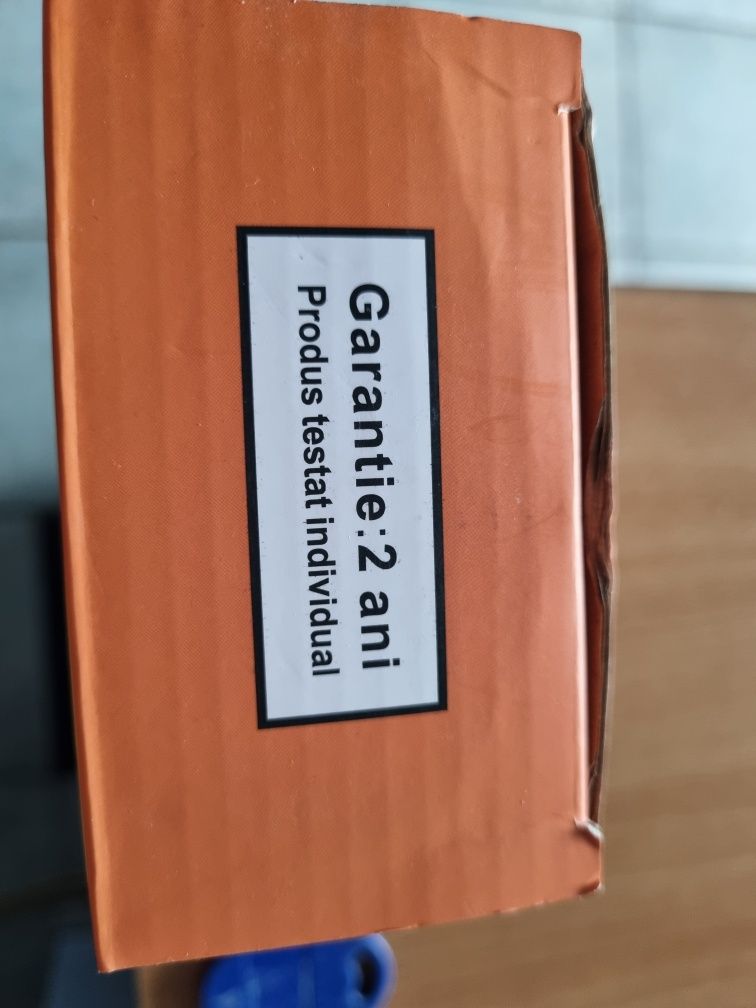 Garantie:2 ani
Produs testat individual